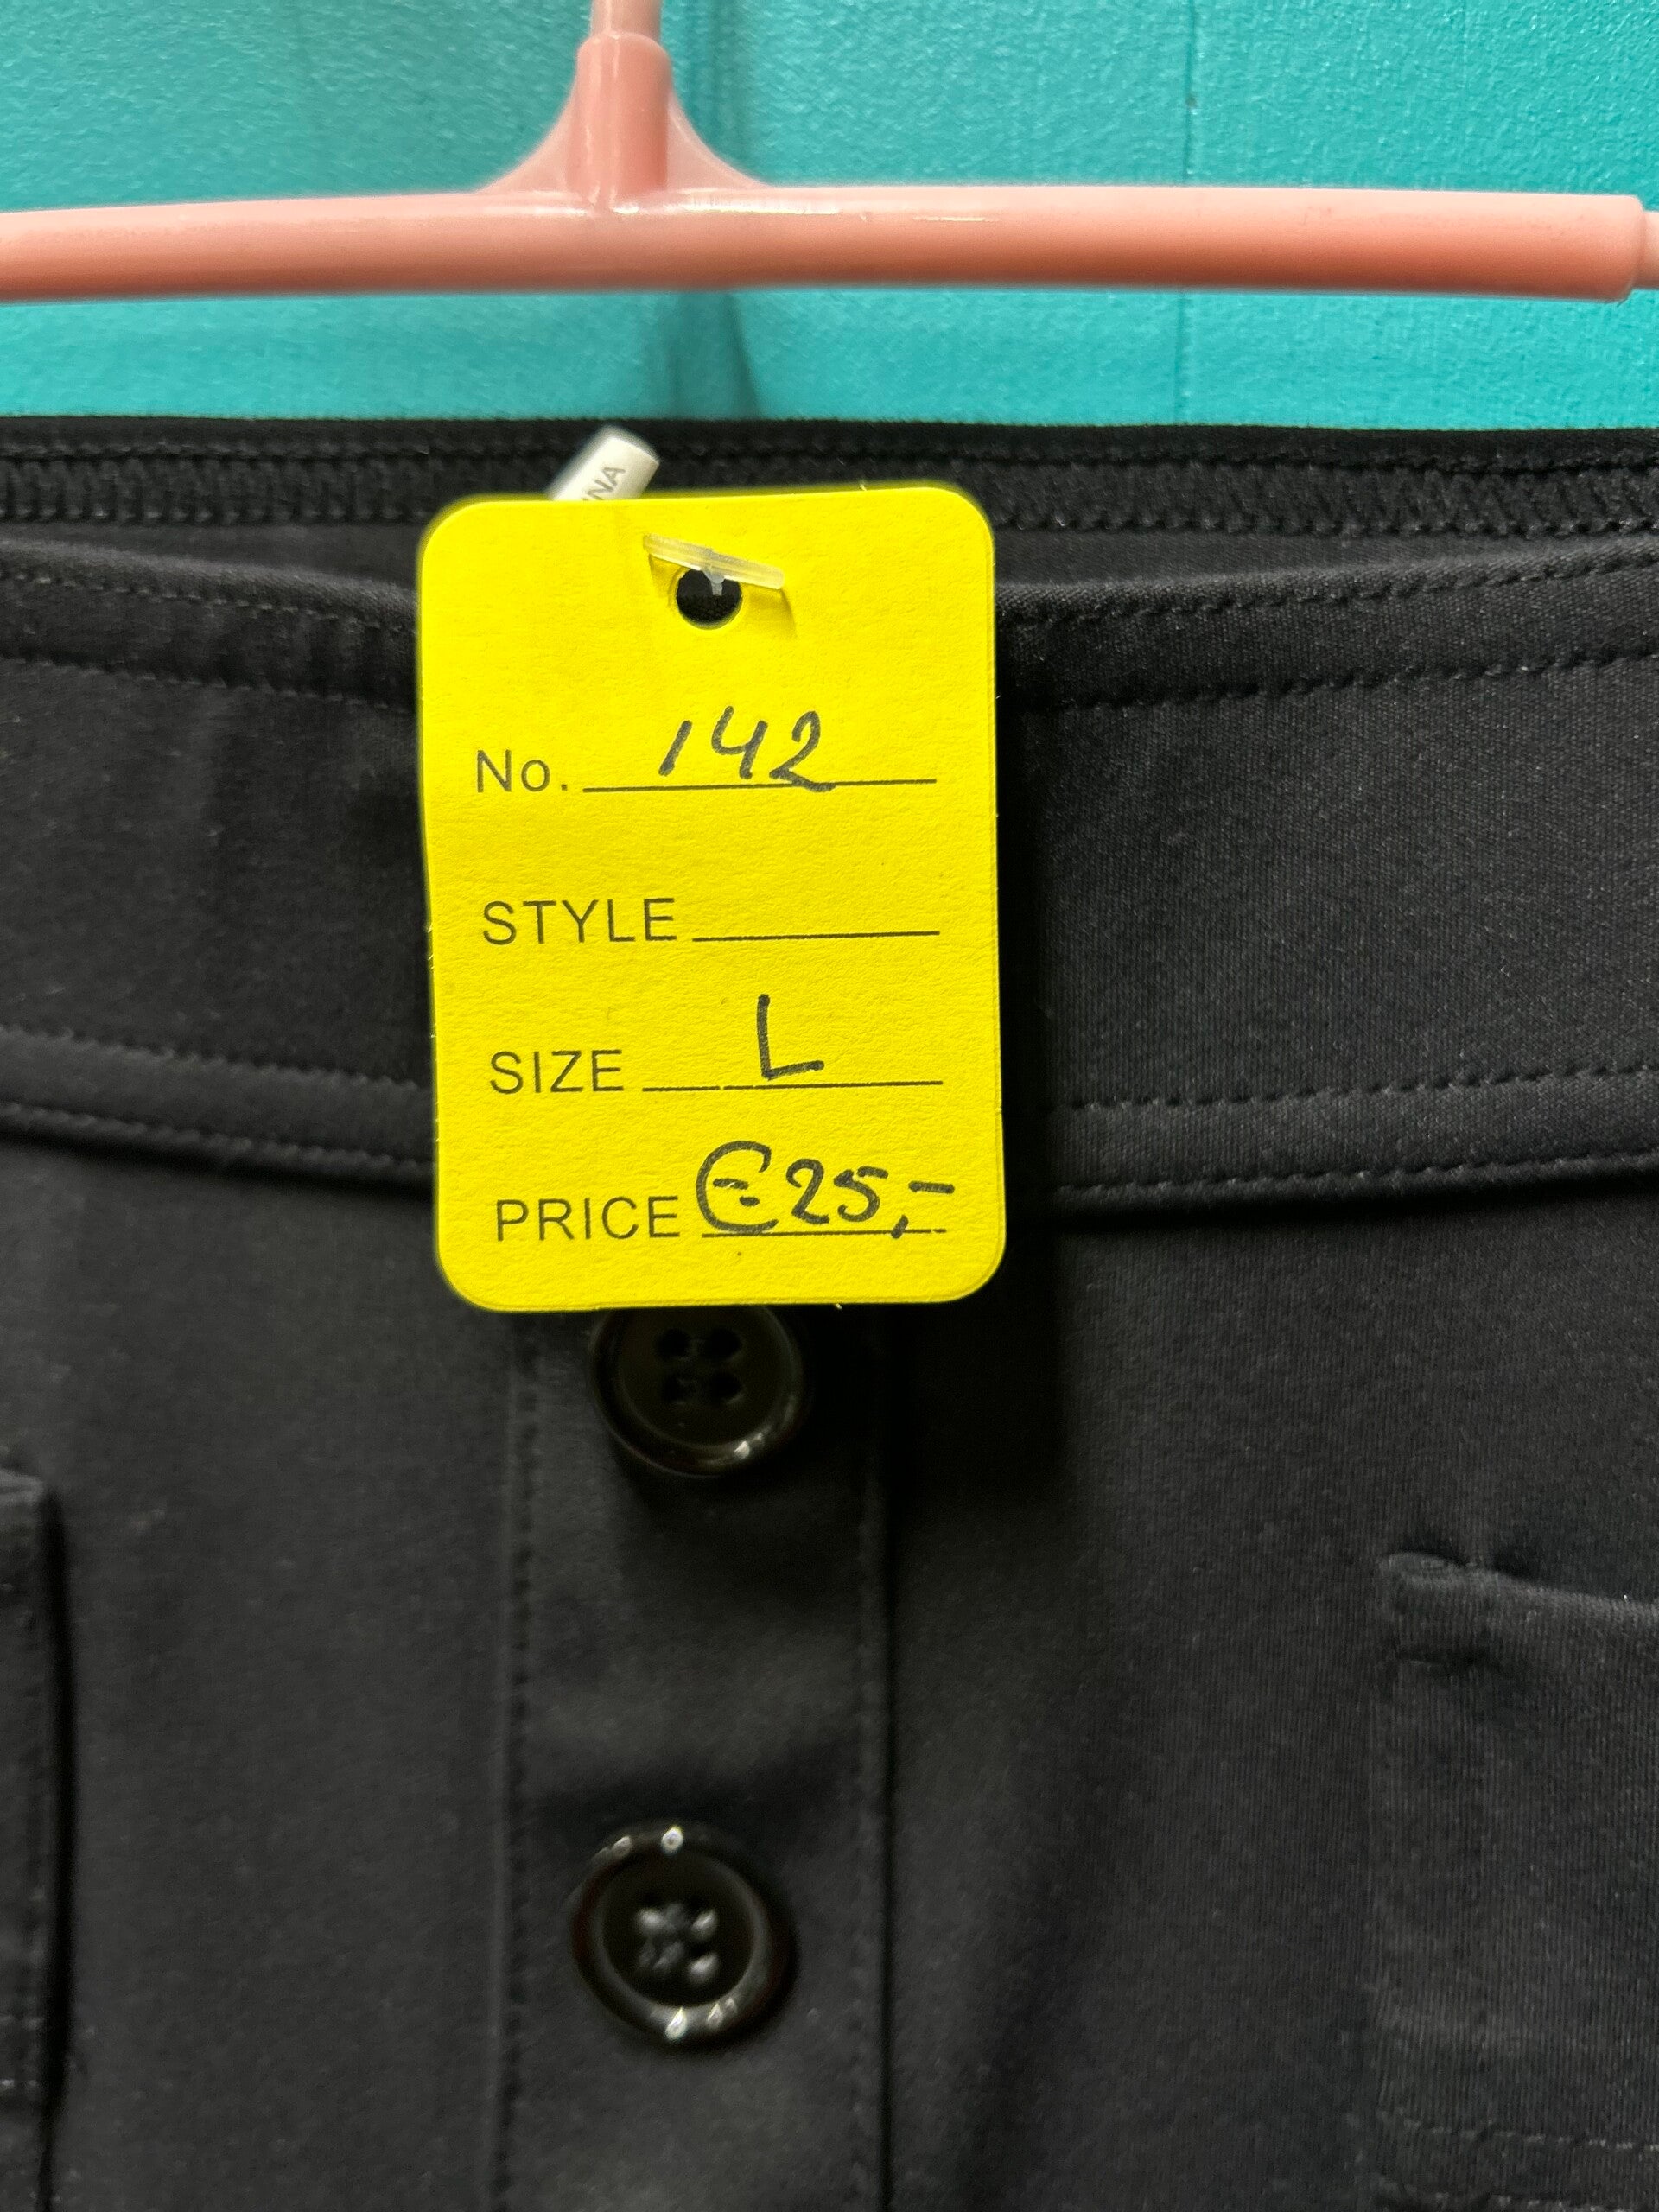 No. 142
STYLE
SIZE L
PRICE €25,-